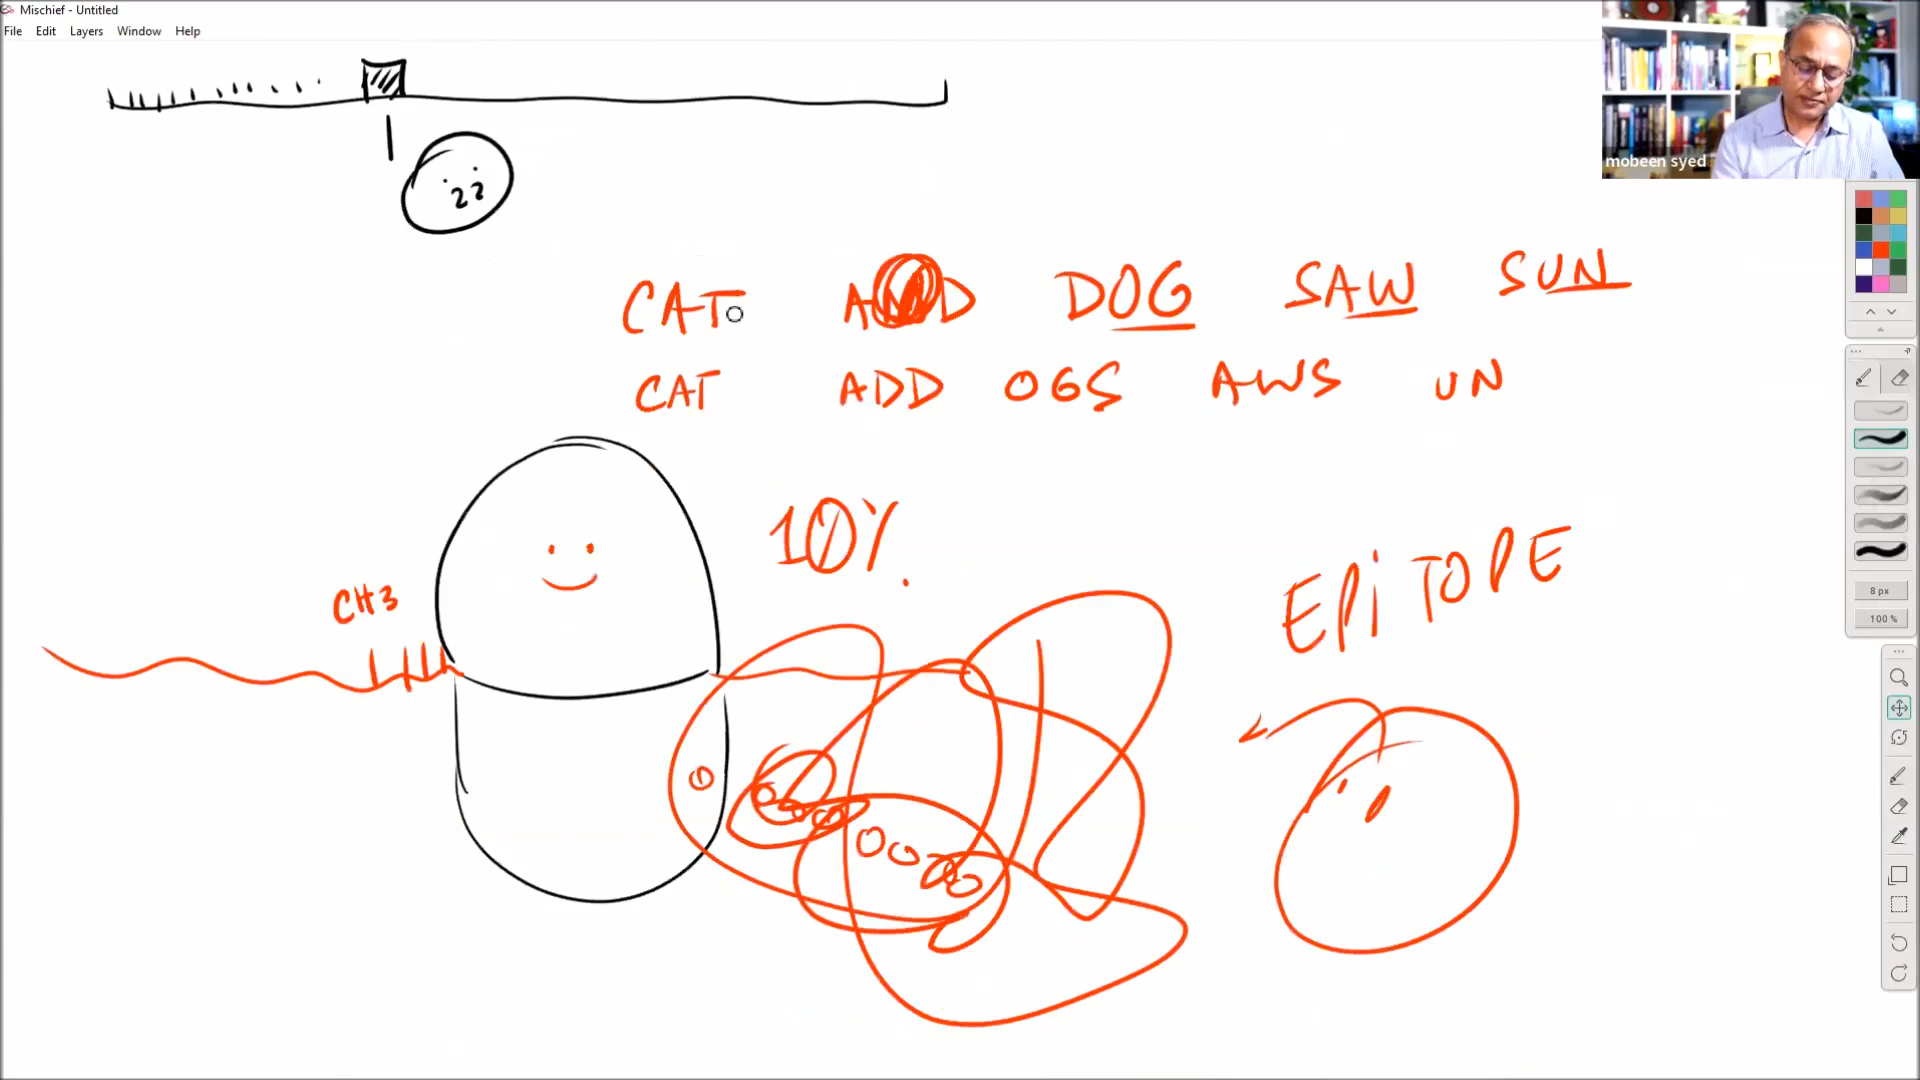 Mischief - Untitled
File Edit Layers Window Help
mobeen syed
CAT A D DOG SAW SUN
CAT ADD OGS AWS UN
10%
CH3
EPITOPE
8 px
100 %